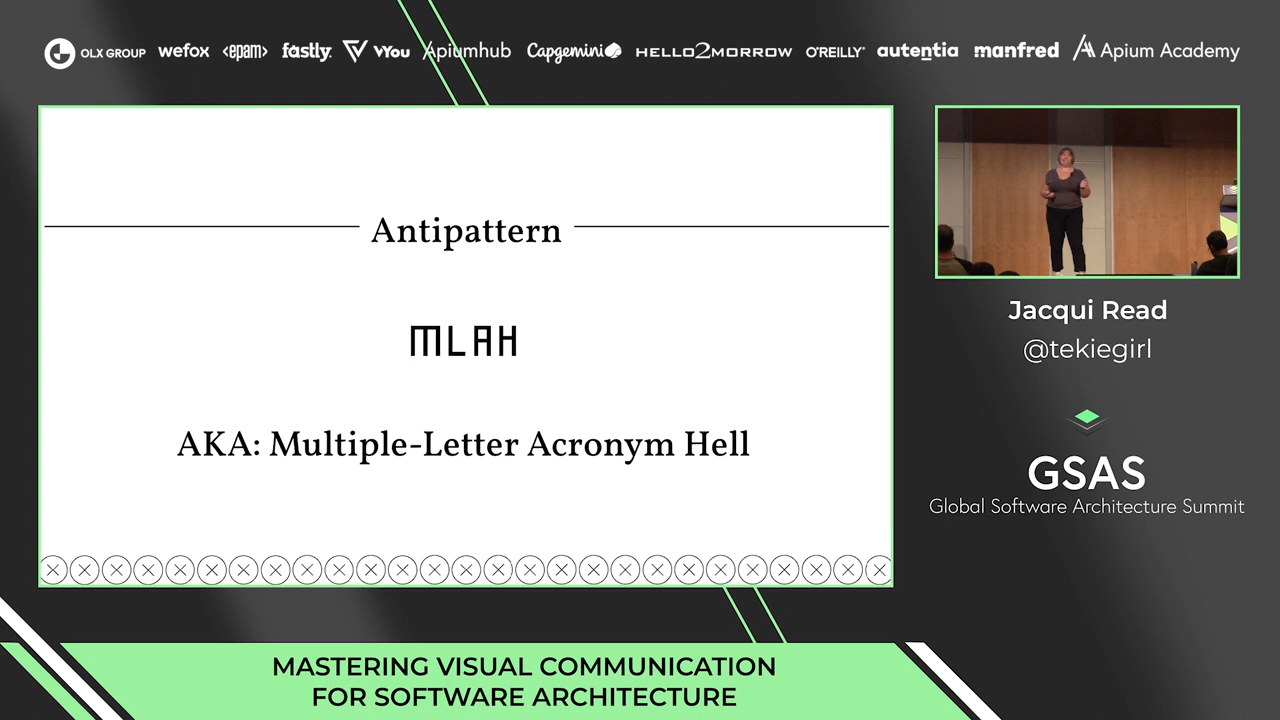 OLX GROUP wefox <epam> fastly. vYou Apiumhub Capgemini HELLO2MORROW O'REILLY® autentia manfred Apium Academy
Antipattern
MLAH
AKA: Multiple-Letter Acronym Hell
Jacqui Read
@tekiegirl
GSAS
Global Software Architecture Summit
MASTERING VISUAL COMMUNICATION
FOR SOFTWARE ARCHITECTURE